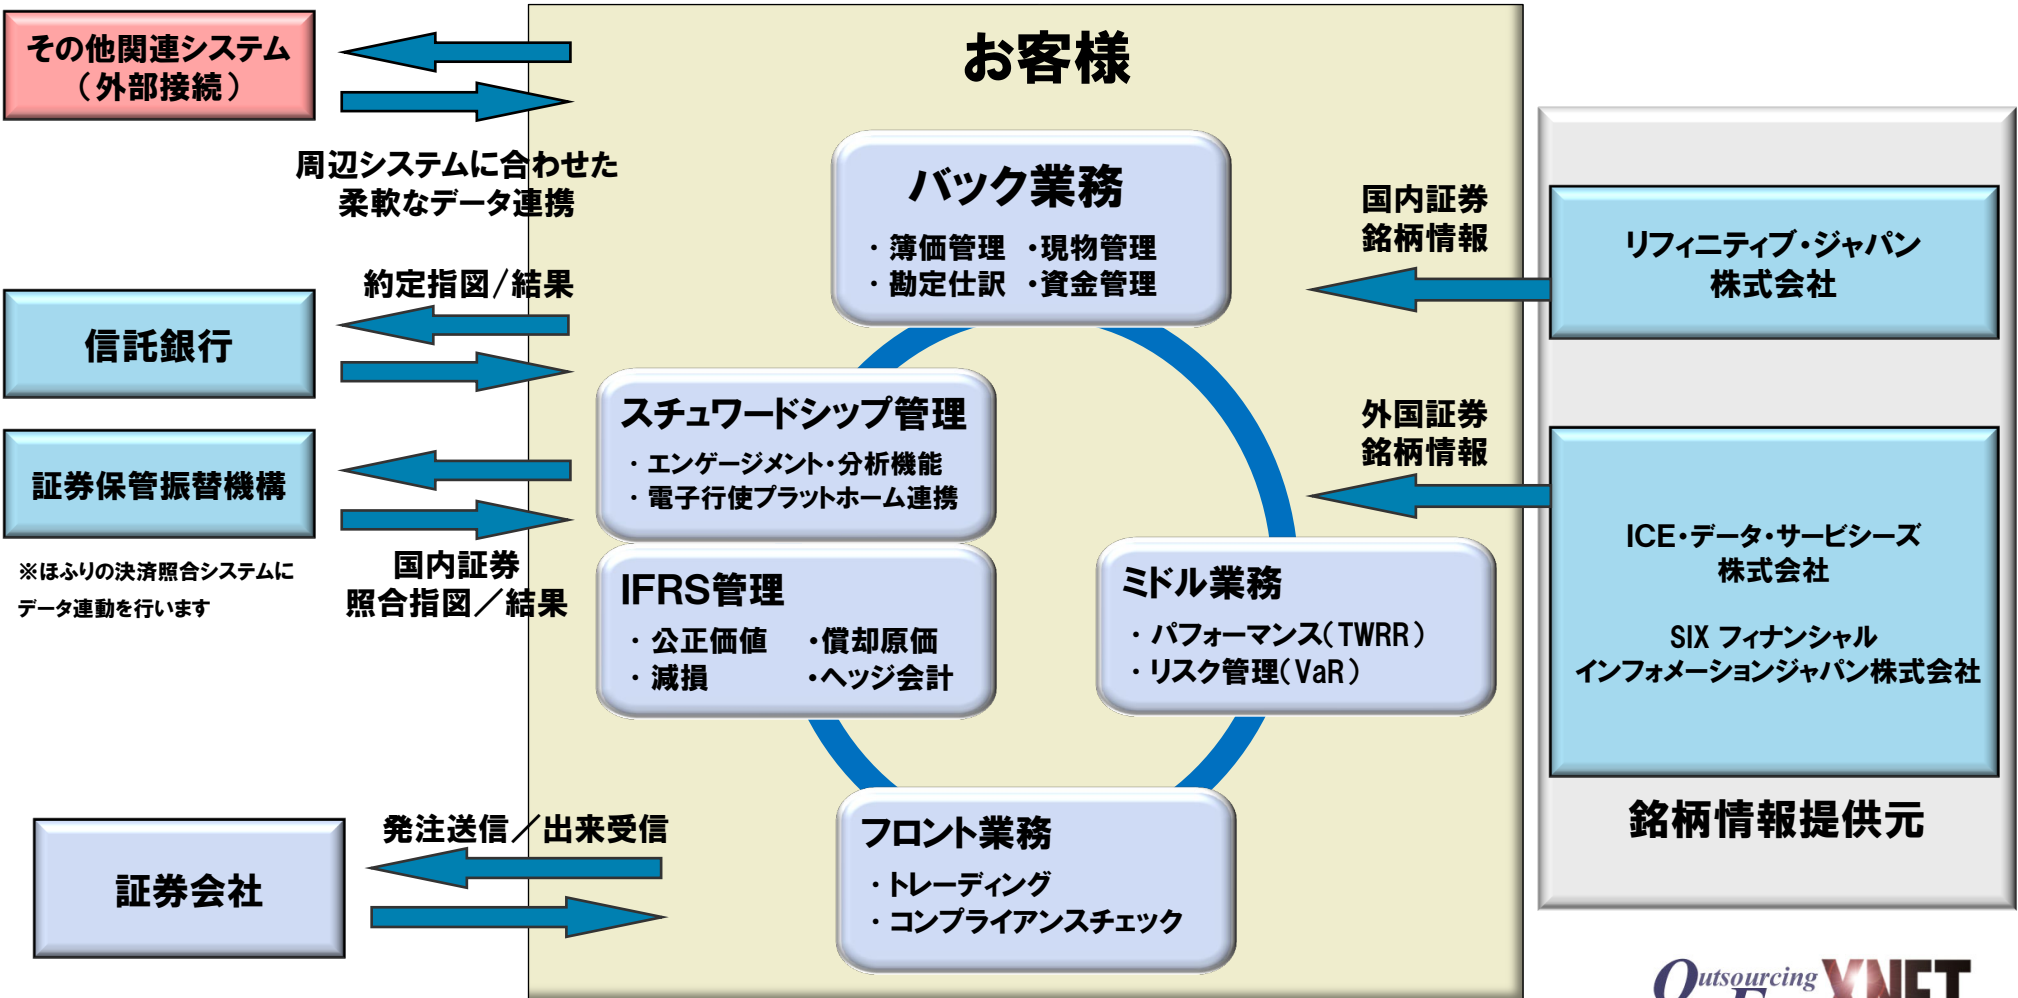 その他関連システム
（外部接続）
周辺システムに合わせた
柔軟なデータ連携
約定指図/結果
信託銀行
証券保管振替機構
※ほふりの決済照合システムに
データ連動を行います
国内証券
照合指図／結果
発注送信／出来受信
証券会社
お客様
バック業務
・簿価管理 ・現物管理
・勘定仕訳 ・資金管理
スチュワードシップ管理
・エンゲージメント・分析機能
・電子行使プラットホーム連携
IFRS管理
・公正価値 ・償却原価
・減損 ・ヘッジ会計
ミドル業務
・パフォーマンス(TWRR)
・リスク管理(VaR)
フロント業務
・トレーディング
・コンプライアンスチェック
国内証券
銘柄情報
外国証券
銘柄情報
リフィニティブ・ジャパン
株式会社
ICE・データ・サービシーズ
株式会社
SIX フィナンシャル
インフォメーションジャパン株式会社
銘柄情報提供元
Outsourcing XNET